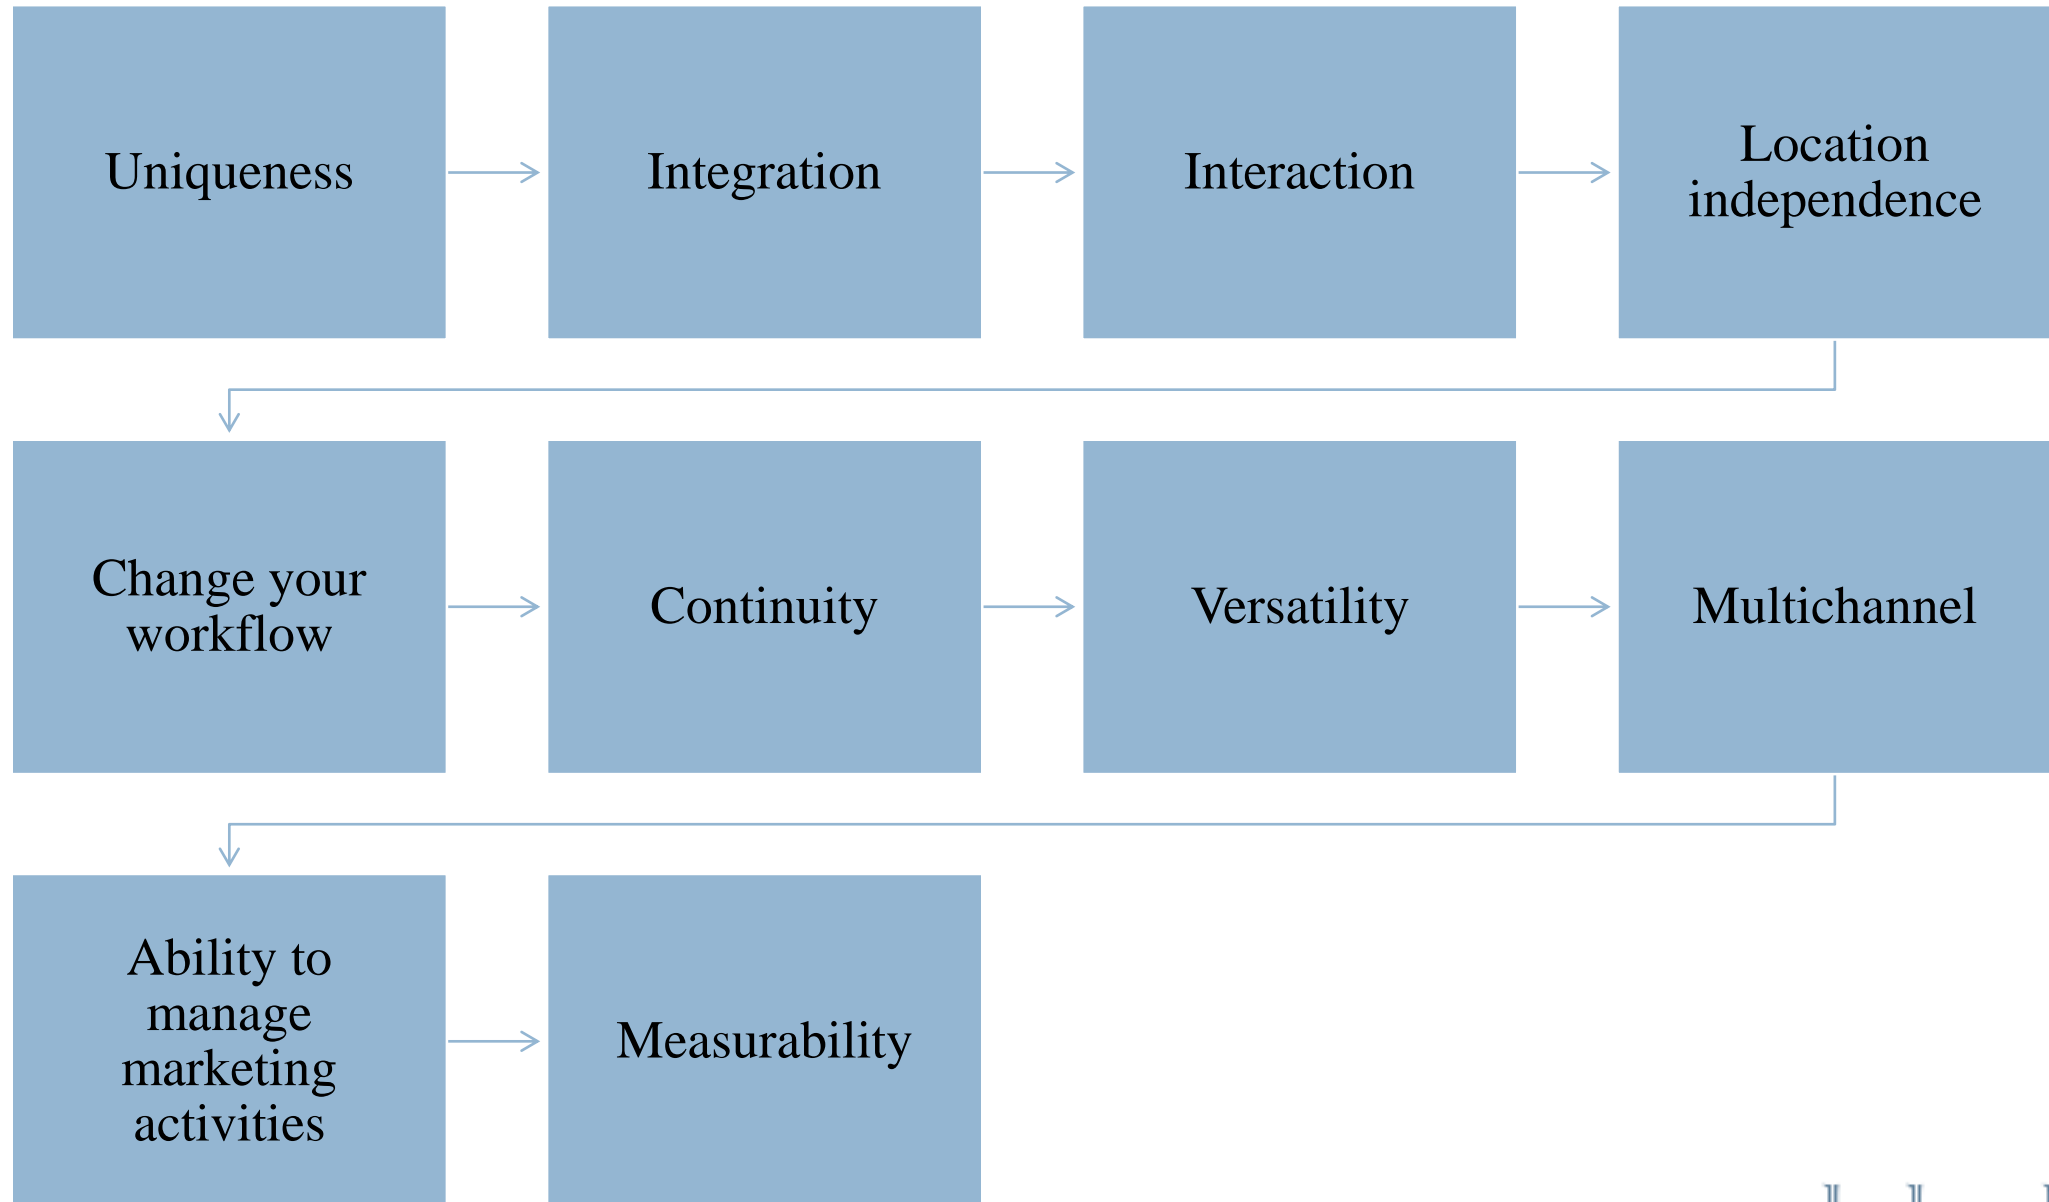 Uniqueness
Integration
Interaction
Location
independence
Change your
workflow
Continuity
Versatility
Multichannel
Ability to
manage
marketing
activities
Measurability